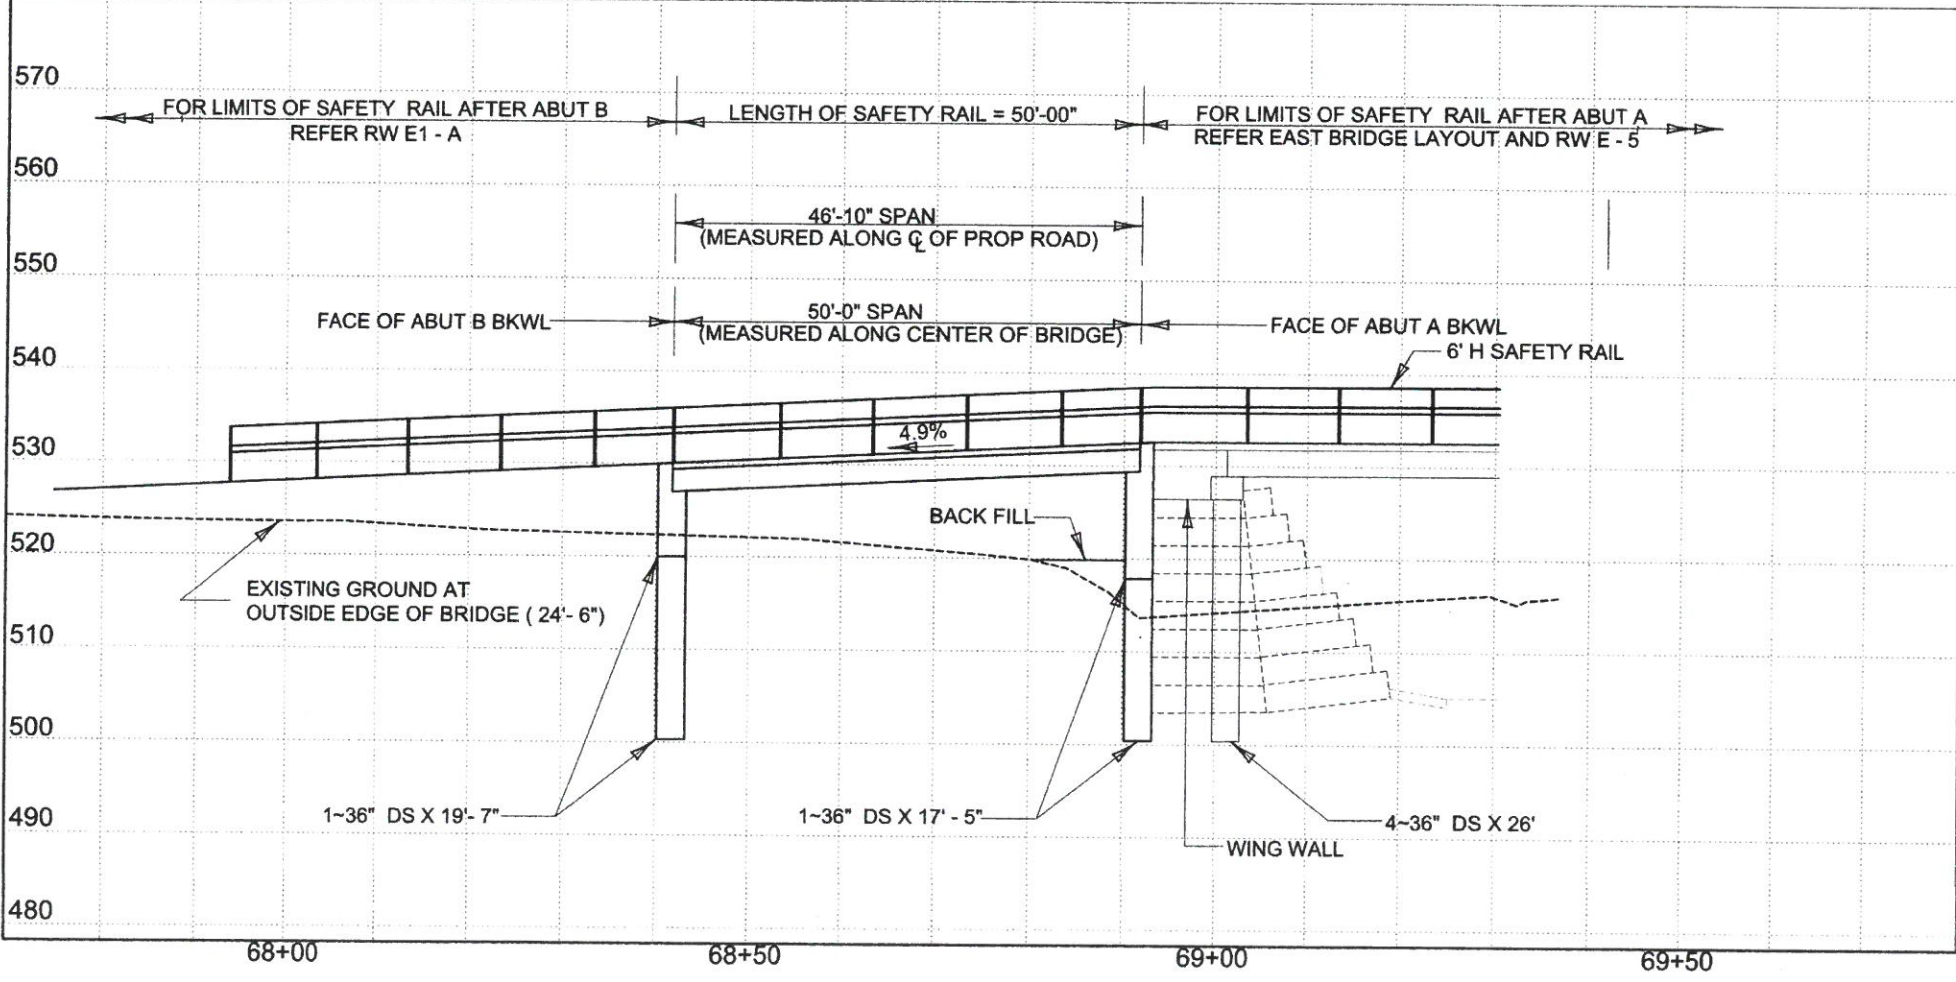 570
FOR LIMITS OF SAFETY RAIL AFTER ABUT B
REFER RW E1 - A
LENGTH OF SAFETY RAIL = 50'-00"
FOR LIMITS OF SAFETY RAIL AFTER ABUT A
REFER EAST BRIDGE LAYOUT AND RW E - 5
560
46'-10" SPAN
(MEASURED ALONG ℄ OF PROP ROAD)
550
FACE OF ABUT B BKWL
50'-0" SPAN
(MEASURED ALONG CENTER OF BRIDGE)
FACE OF ABUT A BKWL
6' H SAFETY RAIL
540
530
4.9%
BACK FILL
520
EXISTING GROUND AT
OUTSIDE EDGE OF BRIDGE ( 24'- 6")
510
500
1~36" DS X 19'- 7"
1~36" DS X 17' - 5"
4~36" DS X 26'
WING WALL
490
480
68+00
68+50
69+00
69+50